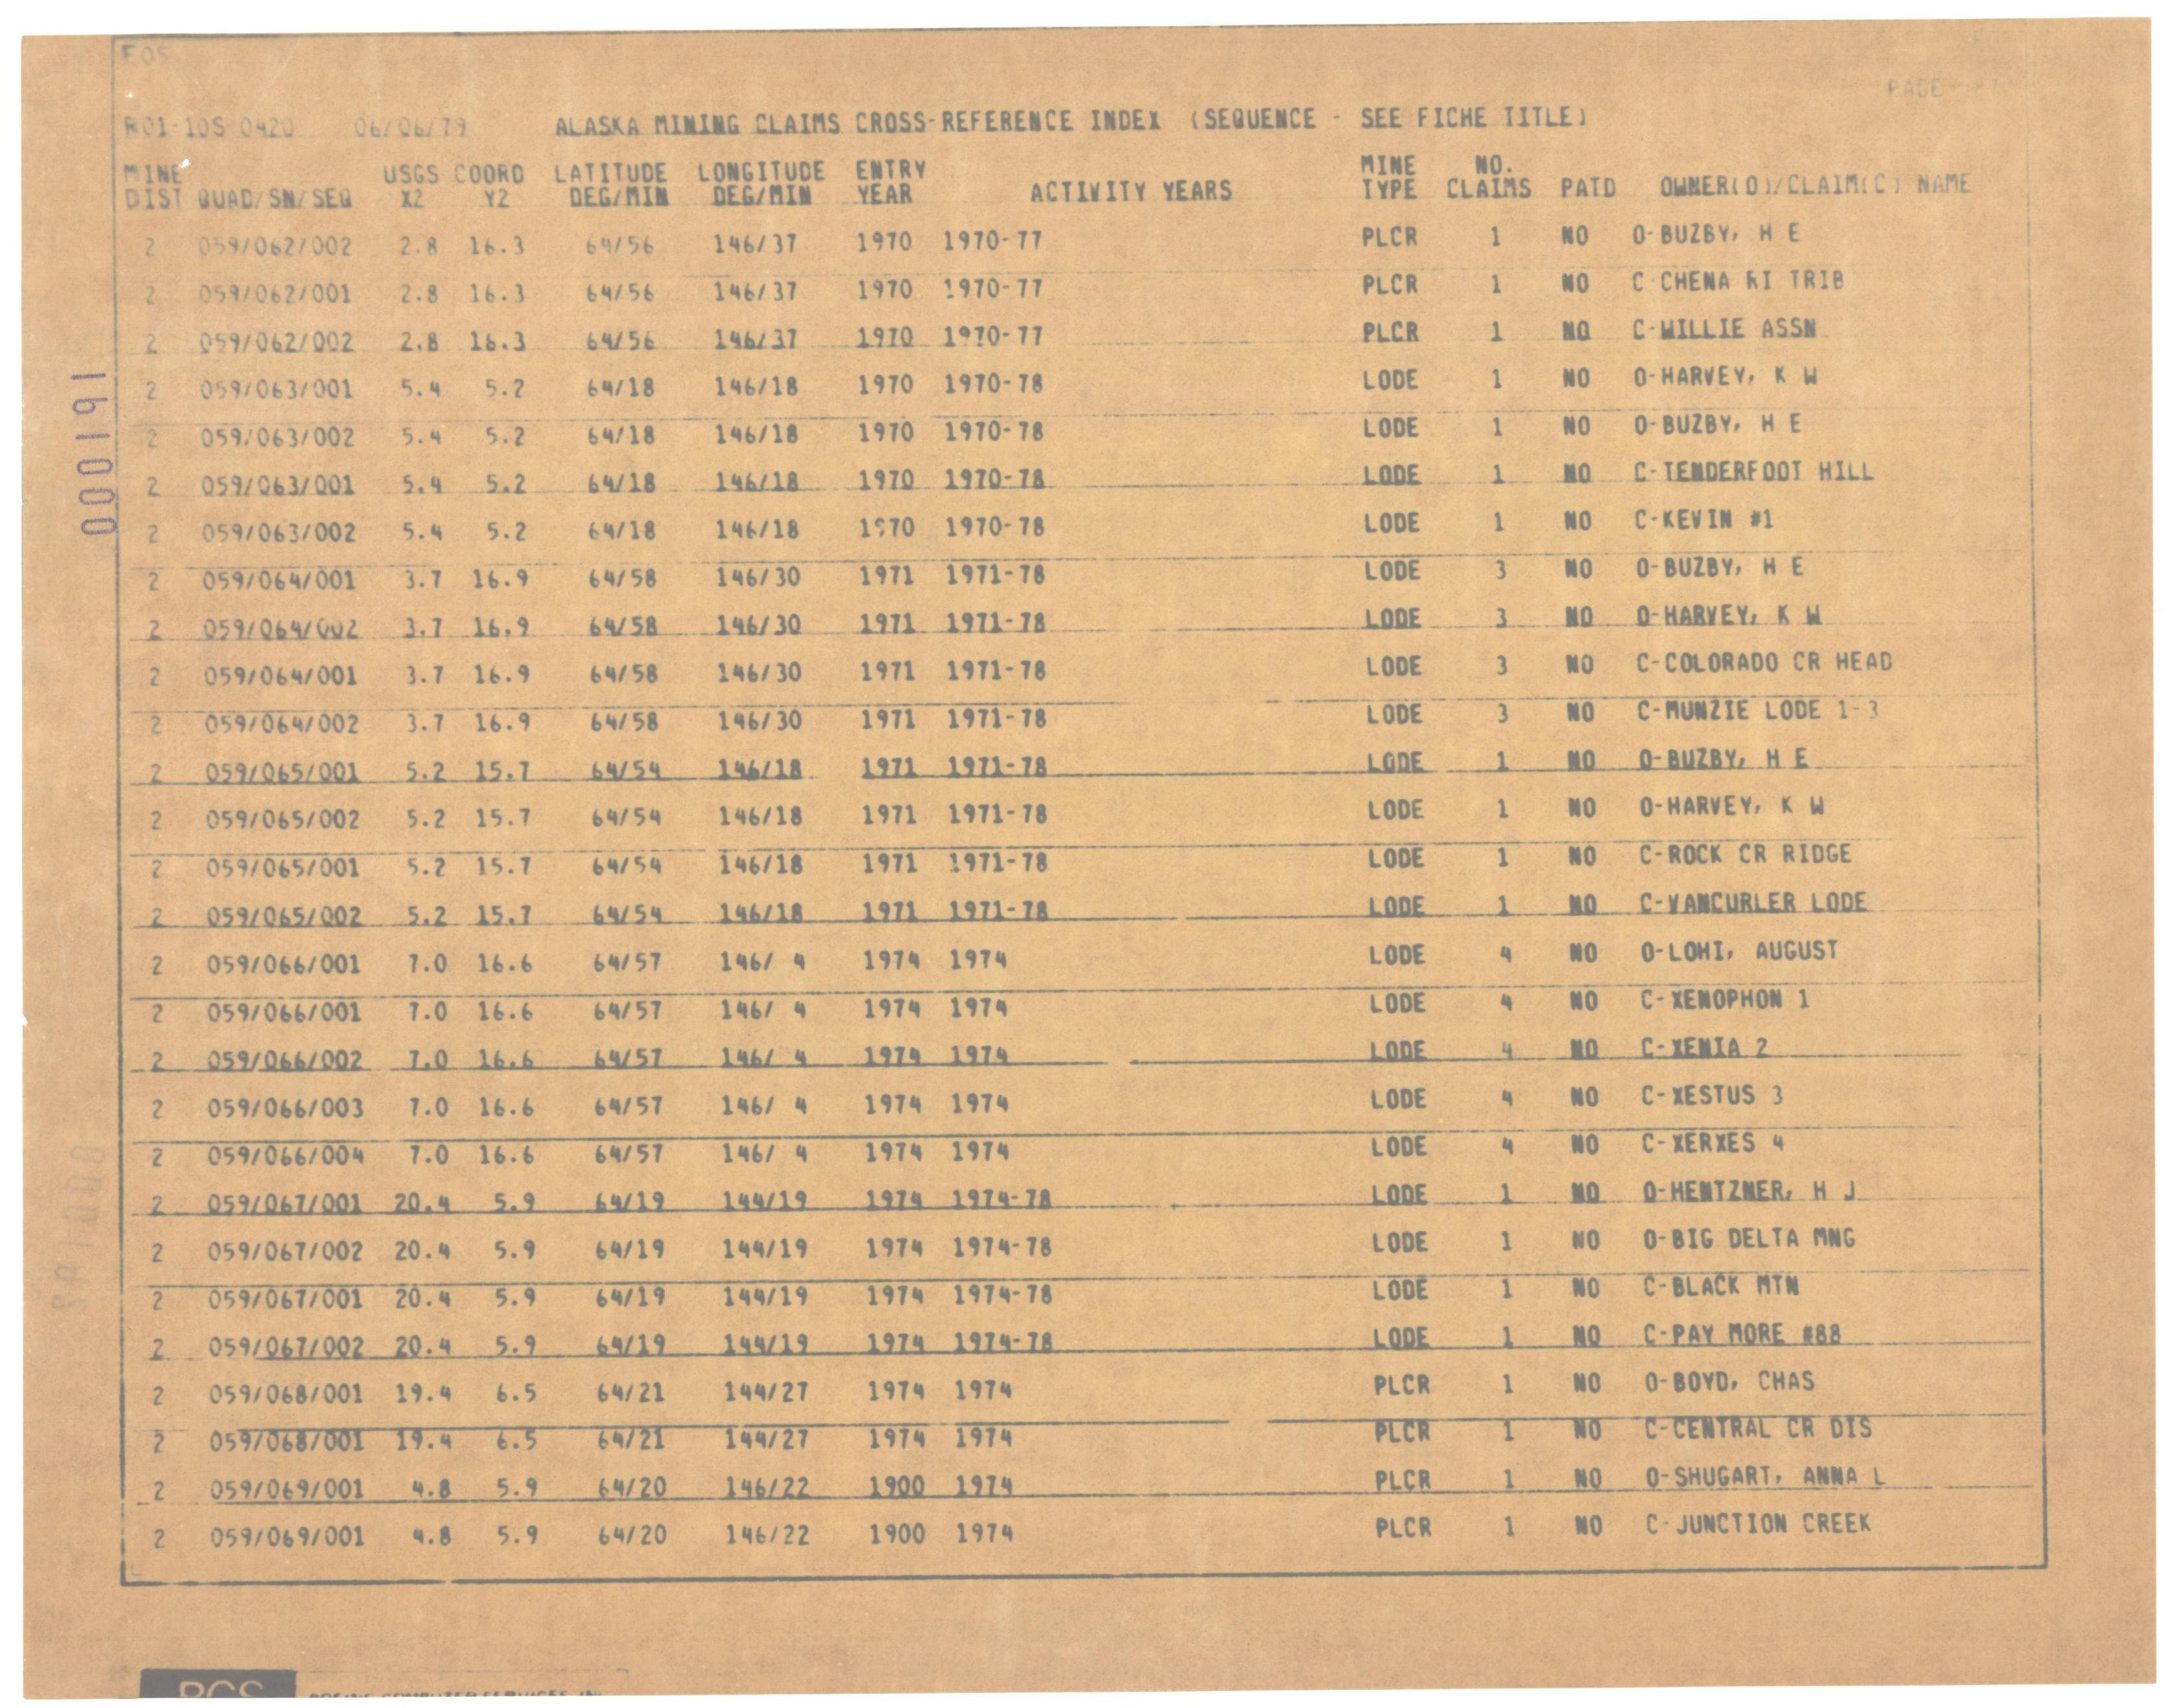 E05
PAGE
R01-10S-0420 06/06/79 ALASKA MINING CLAIMS CROSS-REFERENCE INDEX (SEQUENCE - SEE FICHE TITLE)
MINE USGS COORD LATITUDE LONGITUDE ENTRY MINE NO.
DIST QUAD/SN/SEQ X2 Y2 DEG/MIN DEG/MIN YEAR ACTIVITY YEARS TYPE CLAIMS PATD OWNER(O)/CLAIM(C) NAME
2 059/062/002 2.8 16.3 64/56 146/37 1970 1970-77 PLCR 1 NO O-BUZBY, H E
2 059/062/001 2.8 16.3 64/56 146/37 1970 1970-77 PLCR 1 NO C-CHENA RI TRIB
2 059/062/002 2.8 16.3 64/56 146/37 1970 1970-77 PLCR 1 NO C-WILLIE ASSN
2 059/063/001 5.4 5.2 64/18 146/18 1970 1970-78 LODE 1 NO O-HARVEY, K W
2 059/063/002 5.4 5.2 64/18 146/18 1970 1970-78 LODE 1 NO O-BUZBY, H E
2 059/063/001 5.4 5.2 64/18 146/18 1970 1970-78 LODE 1 NO C-TENDERFOOT HILL
2 059/063/002 5.4 5.2 64/18 146/18 1970 1970-78 LODE 1 NO C-KEVIN #1
2 059/064/001 3.7 16.9 64/58 146/30 1971 1971-78 LODE 3 NO O-BUZBY, H E
2 059/064/002 3.7 16.9 64/58 146/30 1971 1971-78 LODE 3 NO O-HARVEY, K W
2 059/064/001 3.7 16.9 64/58 146/30 1971 1971-78 LODE 3 NO C-COLORADO CR HEAD
2 059/064/002 3.7 16.9 64/58 146/30 1971 1971-78 LODE 3 NO C-MUNZIE LODE 1-3
2 059/065/001 5.2 15.7 64/54 146/18 1971 1971-78 LODE 1 NO O-BUZBY, H E
2 059/065/002 5.2 15.7 64/54 146/18 1971 1971-78 LODE 1 NO O-HARVEY, K W
2 059/065/001 5.2 15.7 64/54 146/18 1971 1971-78 LODE 1 NO C-ROCK CR RIDGE
2 059/065/002 5.2 15.7 64/54 146/18 1971 1971-78 LODE 1 NO C-VANCURLER LODE
2 059/066/001 7.0 16.6 64/57 146/ 4 1974 1974 LODE 4 NO O-LOHI, AUGUST
2 059/066/001 7.0 16.6 64/57 146/ 4 1974 1974 LODE 4 NO C-XENOPHON 1
2 059/066/002 7.0 16.6 64/57 146/ 4 1974 1974 LODE 4 NO C-XENIA 2
2 059/066/003 7.0 16.6 64/57 146/ 4 1974 1974 LODE 4 NO C-XESTUS 3
2 059/066/004 7.0 16.6 64/57 146/ 4 1974 1974 LODE 4 NO C-XERXES 4
2 059/067/001 20.4 5.9 64/19 144/19 1974 1974-78 LODE 1 NO O-HENTZNER, H J
2 059/067/002 20.4 5.9 64/19 144/19 1974 1974-78 LODE 1 NO O-BIG DELTA MNG
2 059/067/001 20.4 5.9 64/19 144/19 1974 1974-78 LODE 1 NO C-BLACK MTN
2 059/067/002 20.4 5.9 64/19 144/19 1974 1974-78 LODE 1 NO C-PAY MORE #88
2 059/068/001 19.4 6.5 64/21 144/27 1974 1974 PLCR 1 NO O-BOYD, CHAS
2 059/068/001 19.4 6.5 64/21 144/27 1974 1974 PLCR 1 NO C-CENTRAL CR DIS
2 059/069/001 4.8 5.9 64/20 146/22 1900 1974 PLCR 1 NO O-SHUGART, ANNA L
2 059/069/001 4.8 5.9 64/20 146/22 1900 1974 PLCR 1 NO C-JUNCTION CREEK
000191
BCS BOEING COMPUTER SERVICES, INC.